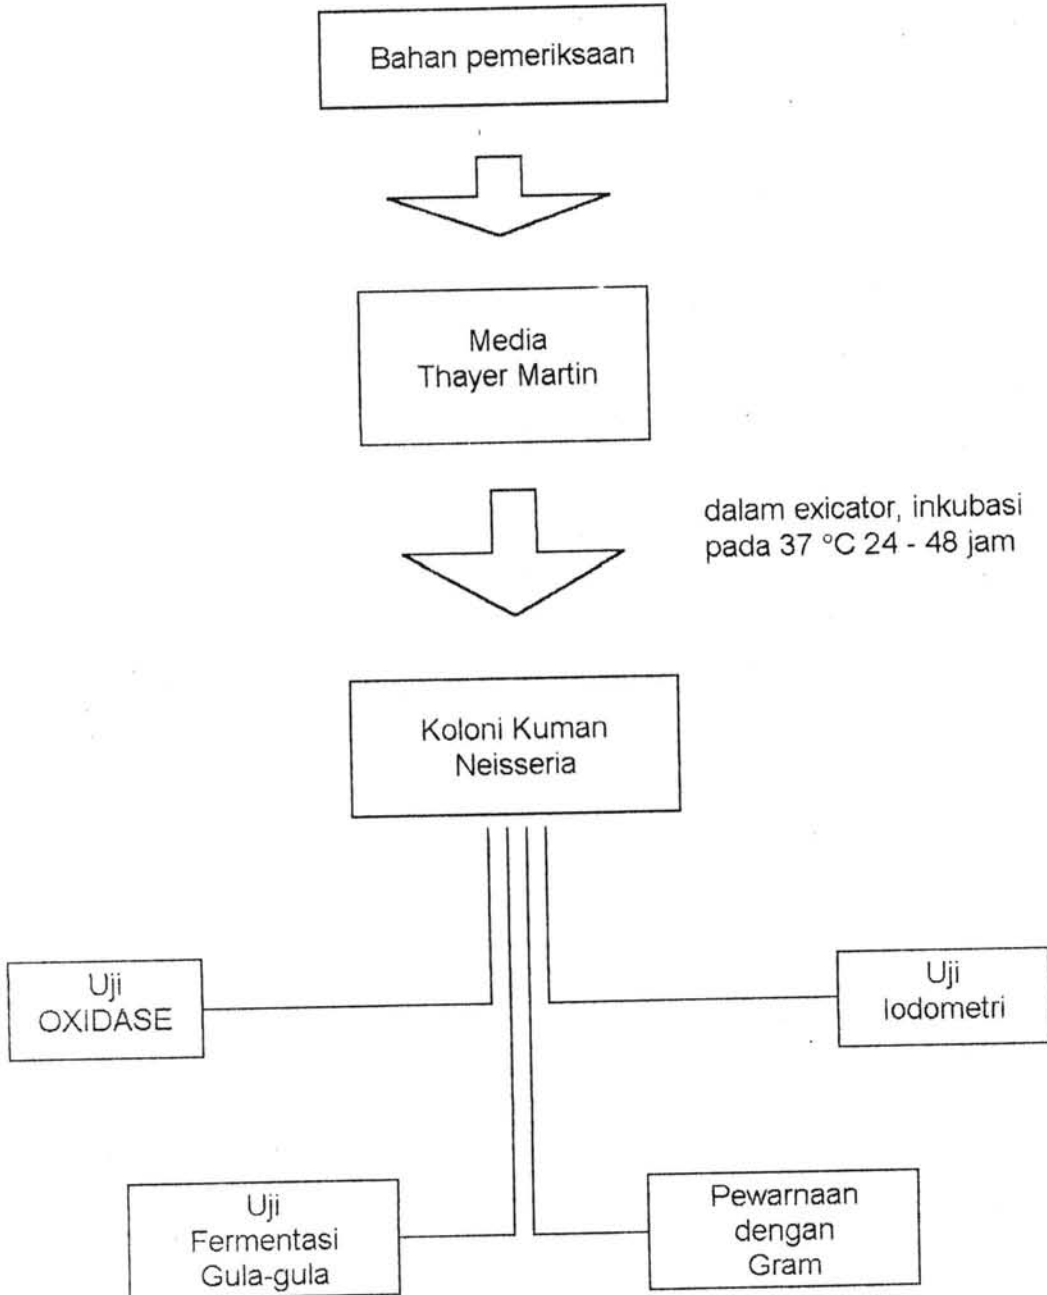 Bahan pemeriksaan
Media
Thayer Martin
dalam exicator, inkubasi
pada 37 °C 24 - 48 jam
Koloni Kuman
Neisseria
Uji
OXIDASE
Uji
Iodometri
Uji
Fermentasi
Gula-gula
Pewarnaan
dengan
Gram